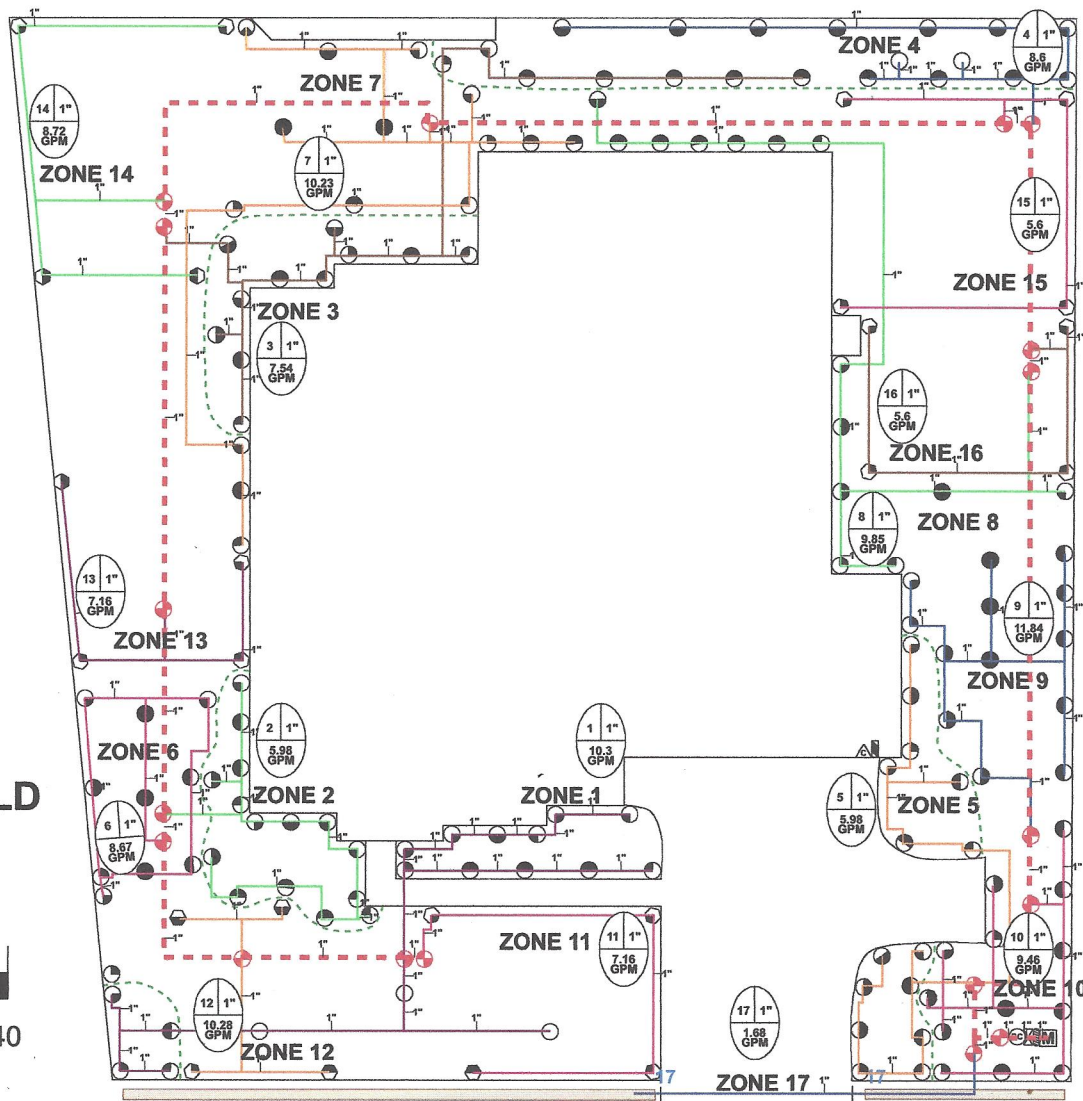 1"
ZONE 4
4 1"
8.6
GPM
ZONE 7
14 1"
8.72
GPM
ZONE 14
7 1"
10.23
GPM
15 1"
5.6
GPM
ZONE 15
ZONE 3
3 1"
7.54
GPM
16 1"
5.6
GPM
ZONE 16
8 1"
9.85
GPM
ZONE 8
13 1"
7.16
GPM
ZONE 13
9 1"
11.84
GPM
ZONE 9
ZONE 6
2 1"
5.98
GPM
ZONE 2
1 1"
10.3
GPM
ZONE 1
C
5 1"
5.98
GPM
ZONE 5
LD
6 1"
8.67
GPM
ZONE 11
11 1"
7.16
GPM
10 1"
9.46
GPM
ZONE 10
12 1"
10.28
GPM
ZONE 12
17 1"
1.68
GPM
40
17
ZONE 17 1"
17